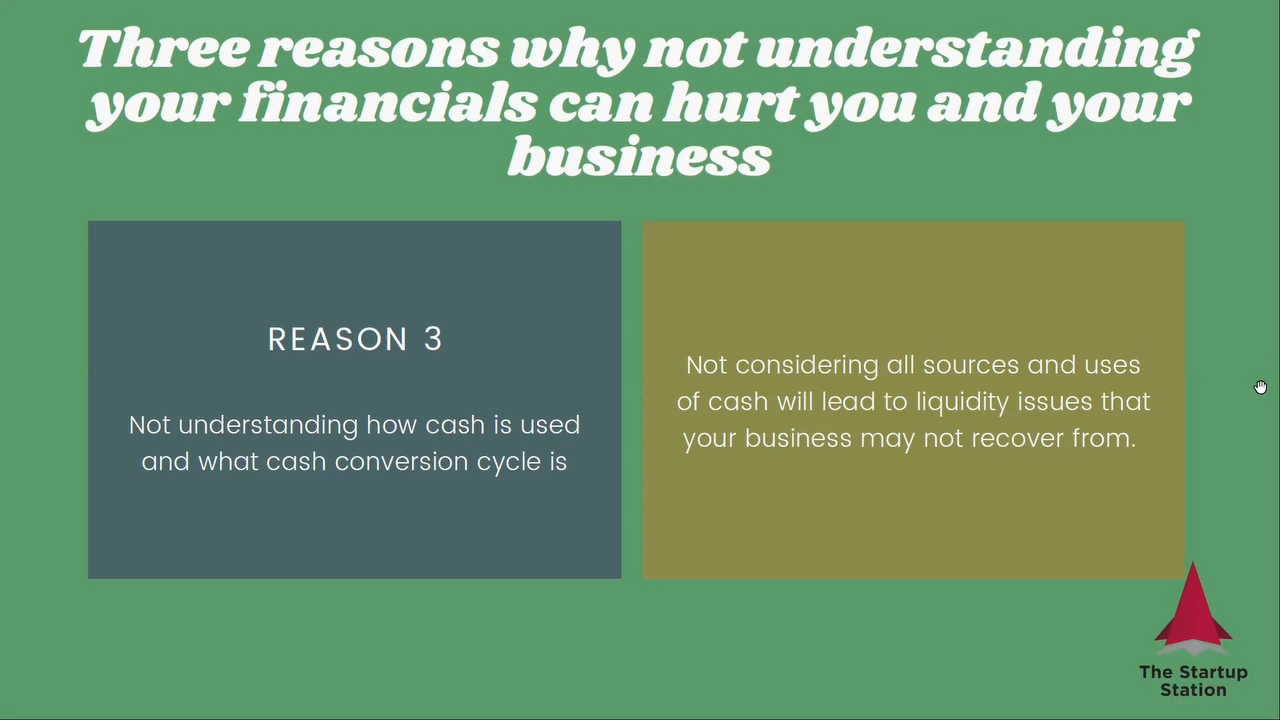 Three reasons why not understanding
your financials can hurt you and your
business
REASON 3
Not understanding how cash is used
and what cash conversion cycle is
Not considering all sources and uses
of cash will lead to liquidity issues that
your business may not recover from.
The Startup
Station